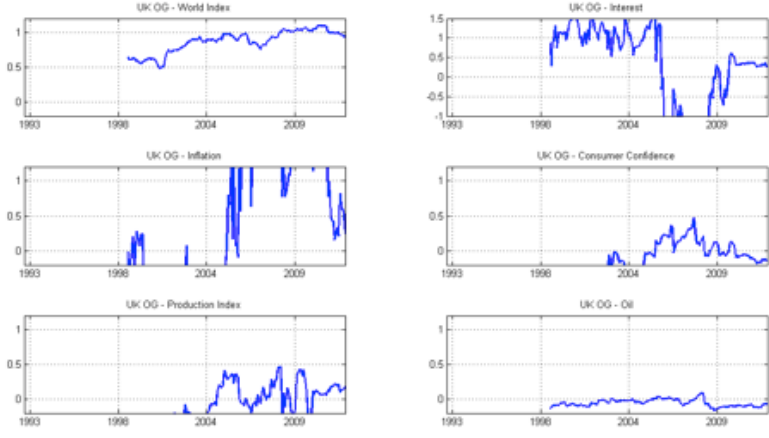 UK OG - World Index
1
0.5
0
1993 1998 2004 2009
UK OG - Interest
1.5
1
0.5
0
-0.5
-1
1993 1998 2004 2009
UK OG - Inflation
1
0.5
0
1993 1998 2004 2009
UK OG - Consumer Confidence
1
0.5
0
1993 1998 2004 2009
UK OG - Production Index
1
0.5
0
1993 1998 2004 2009
UK OG - Oil
1
0.5
0
1993 1998 2004 2009